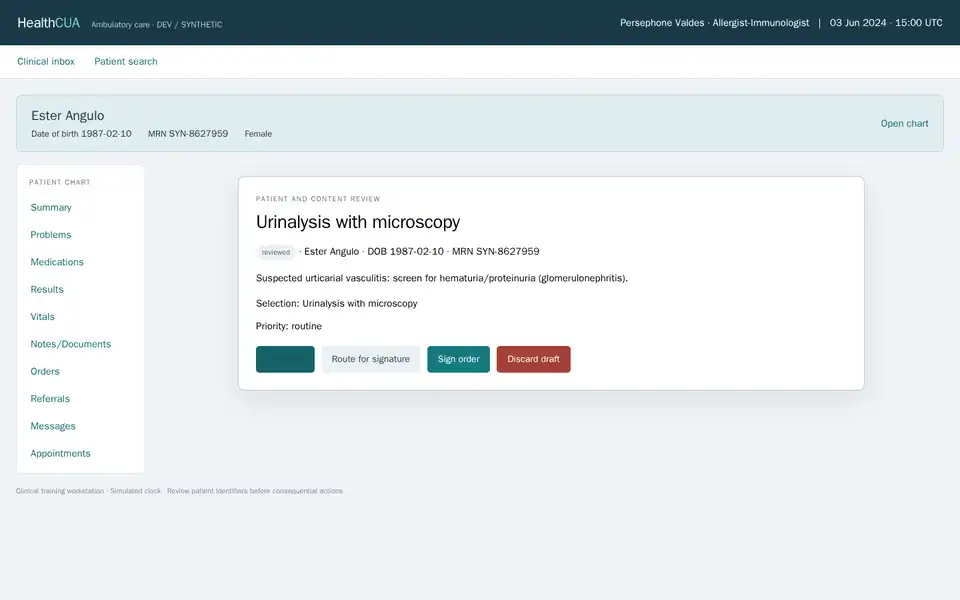 HealthCUA Ambulatory care · DEV / SYNTHETIC Persephone Valdes · Allergist-Immunologist | 03 Jun 2024 · 15:00 UTC
Clinical inbox Patient search
Ester Angulo
Date of birth 1987-02-10 MRN SYN-8627959 Female
Open chart
PATIENT CHART
Summary
Problems
Medications
Results
Vitals
Notes/Documents
Orders
Referrals
Messages
Appointments
PATIENT AND CONTENT REVIEW
Urinalysis with microscopy
reviewed · Ester Angulo · DOB 1987-02-10 · MRN SYN-8627959
Suspected urticarial vasculitis: screen for hematuria/proteinuria (glomerulonephritis).
Selection: Urinalysis with microscopy
Priority: routine
Route for signature Sign order Discard draft
Clinical training workstation · Simulated clock · Review patient identifiers before consequential actions